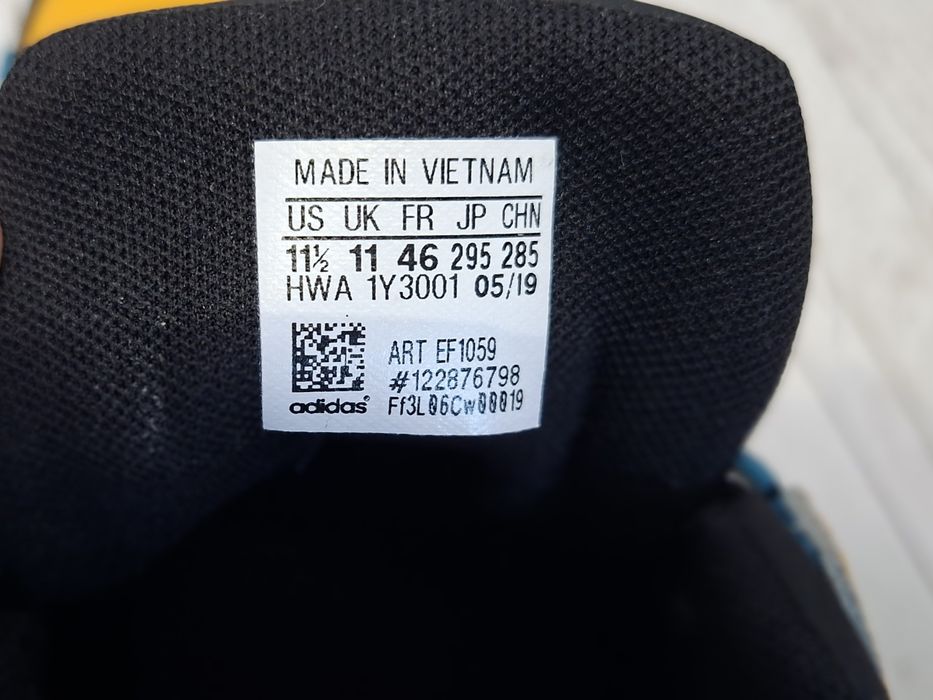 MADE IN VIETNAM
US UK FR JP CHN
11½ 11 46 295 285
HWA 1Y3001 05/19
ART EF1059
#122876798
adidas® Ff3L06Cw00019